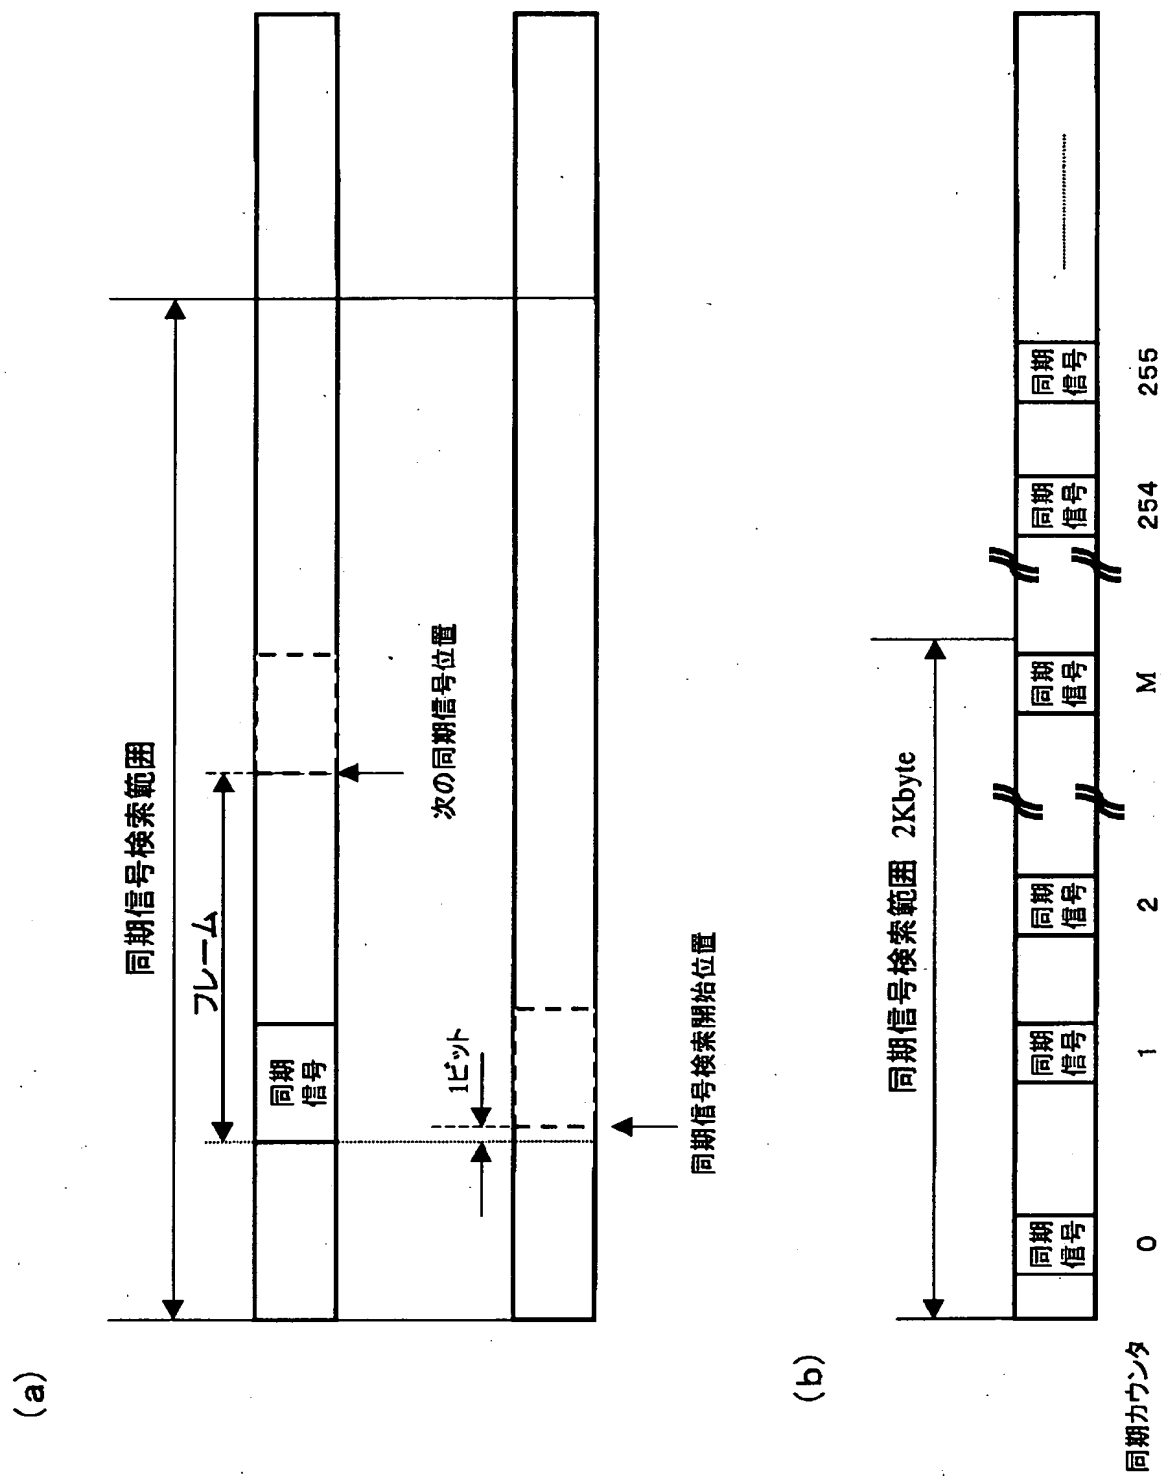 (a)
同期信号検索範囲
フレーム
同期
信号
次の同期信号位置
1ビット
同期信号検索開始位置
(b)
同期信号検索範囲 2Kbyte
同期
信号
同期
信号
同期
信号
同期
信号
同期
信号
同期
信号
同期カウンタ 0 1 2 M 254 255